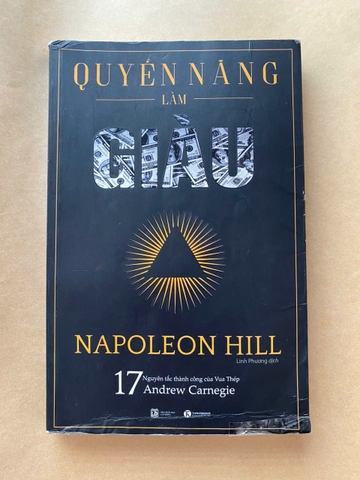 QUYỀN NĂNG
LÀM
GIÀU
NAPOLEON HILL
Linh Phương dịch
17 Nguyên tắc thành công của Vua Thép
Andrew Carnegie